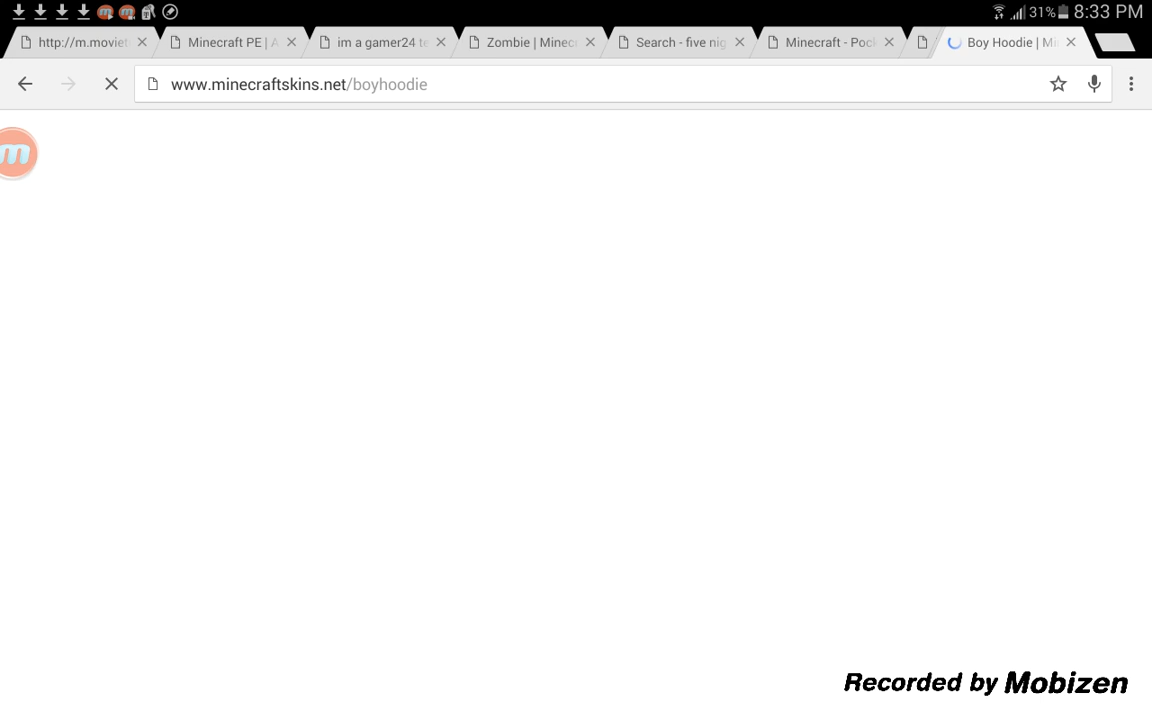 31% 8:33 PM
http://m.moviet Minecraft PE | A im a gamer24 te Zombie | Minecr Search - five nig Minecraft - Pock Boy Hoodie | Mi
www.minecraftskins.net/boyhoodie
m
Recorded by Mobizen